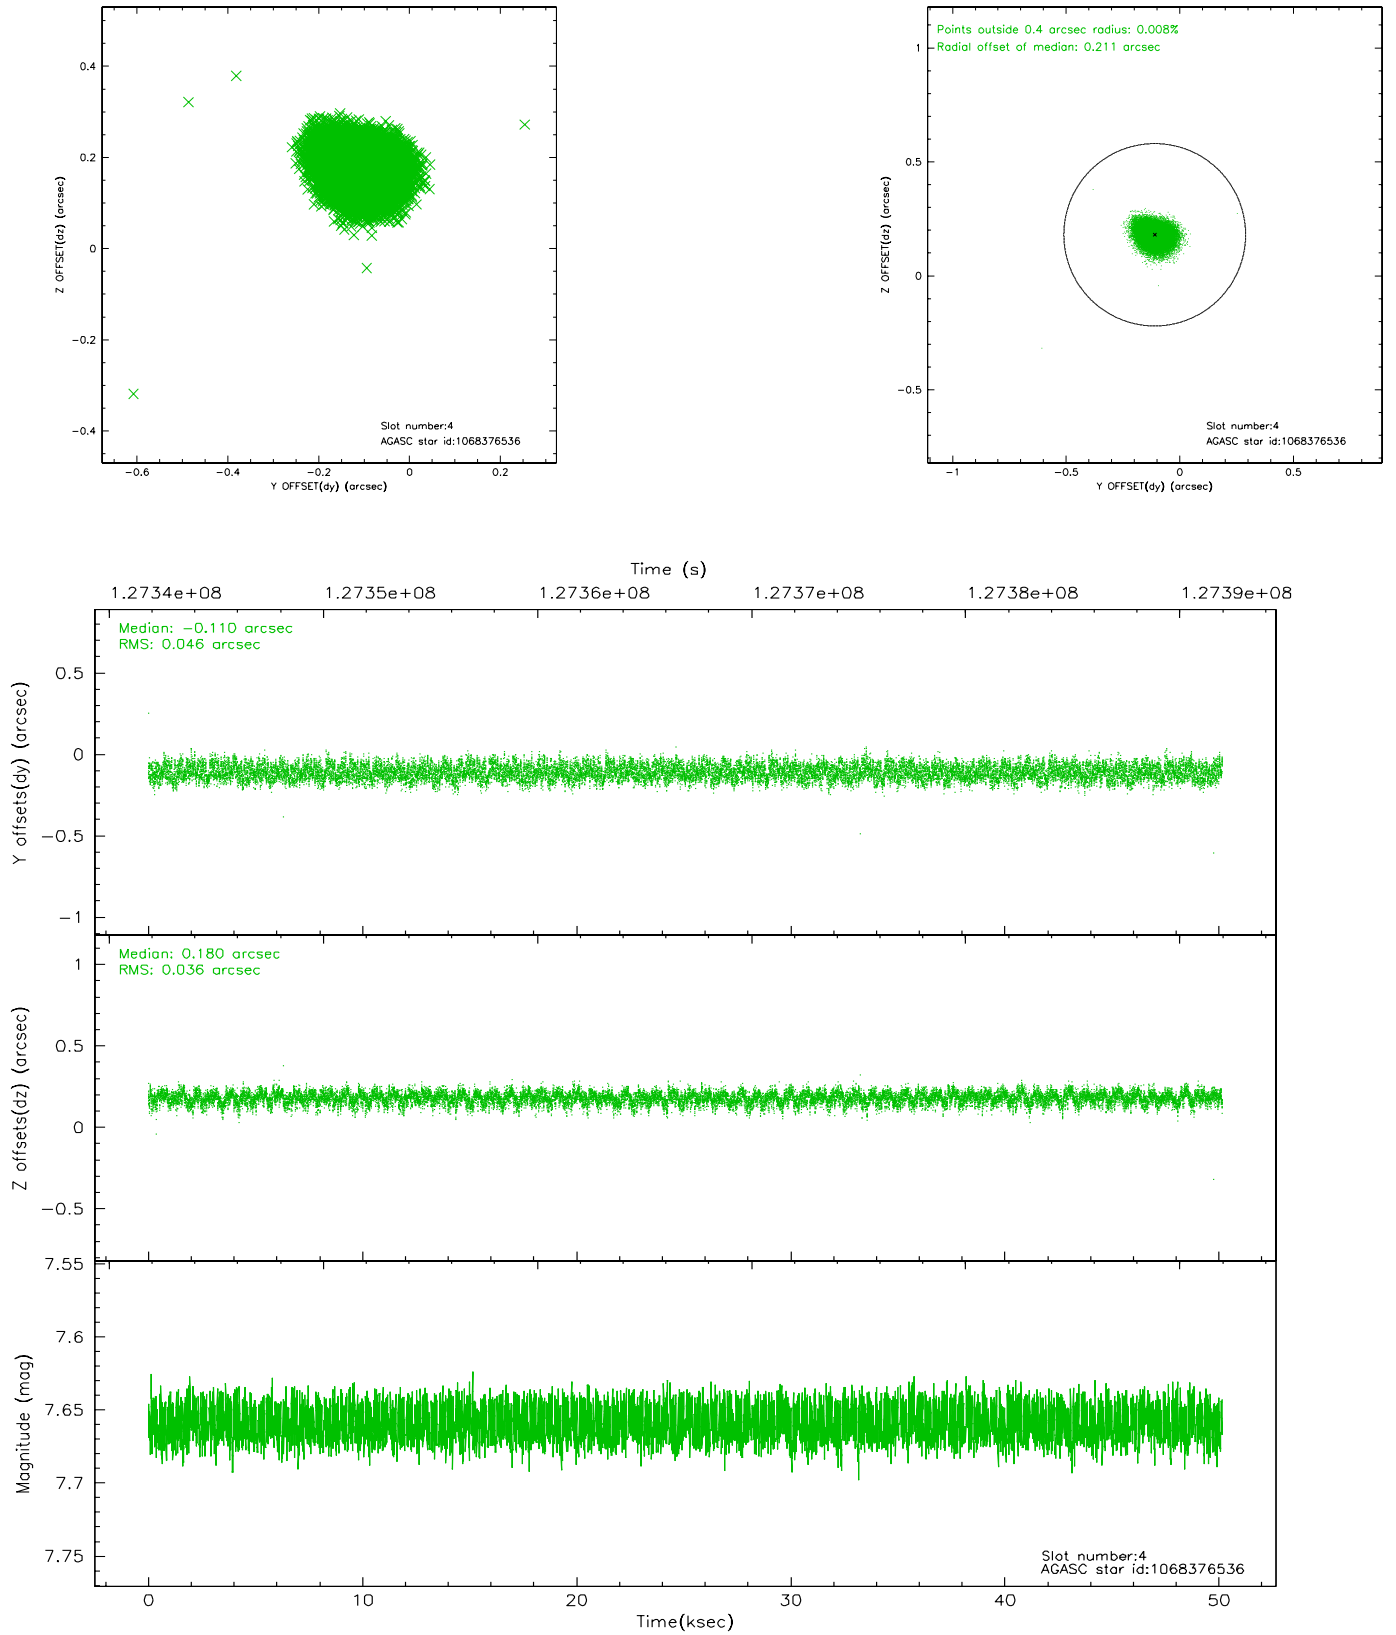 0.4
0.2
0
−0.2
−0.4
Z OFFSET(dz) (arcsec)
−0.6
−0.4
−0.2
0
0.2
Y OFFSET(dy) (arcsec)
Slot number:4
AGASC star id:1068376536
Points outside 0.4 arcsec radius: 0.008%
Radial offset of median: 0.211 arcsec
1
0.5
0
−0.5
Z OFFSET(dz) (arcsec)
−1
−0.5
0
0.5
Y OFFSET(dy) (arcsec)
Slot number:4
AGASC star id:1068376536
Time (s)
1.2734e+08
1.2735e+08
1.2736e+08
1.2737e+08
1.2738e+08
1.2739e+08
Median: −0.110 arcsec
RMS: 0.046 arcsec
0.5
0
−0.5
−1
Y offsets(dy) (arcsec)
Median: 0.180 arcsec
RMS: 0.036 arcsec
1
0.5
0
−0.5
Z offsets(dz) (arcsec)
7.55
7.6
7.65
7.7
7.75
Magnitude (mag)
Slot number:4
AGASC star id:1068376536
0
10
20
30
40
50
Time(ksec)